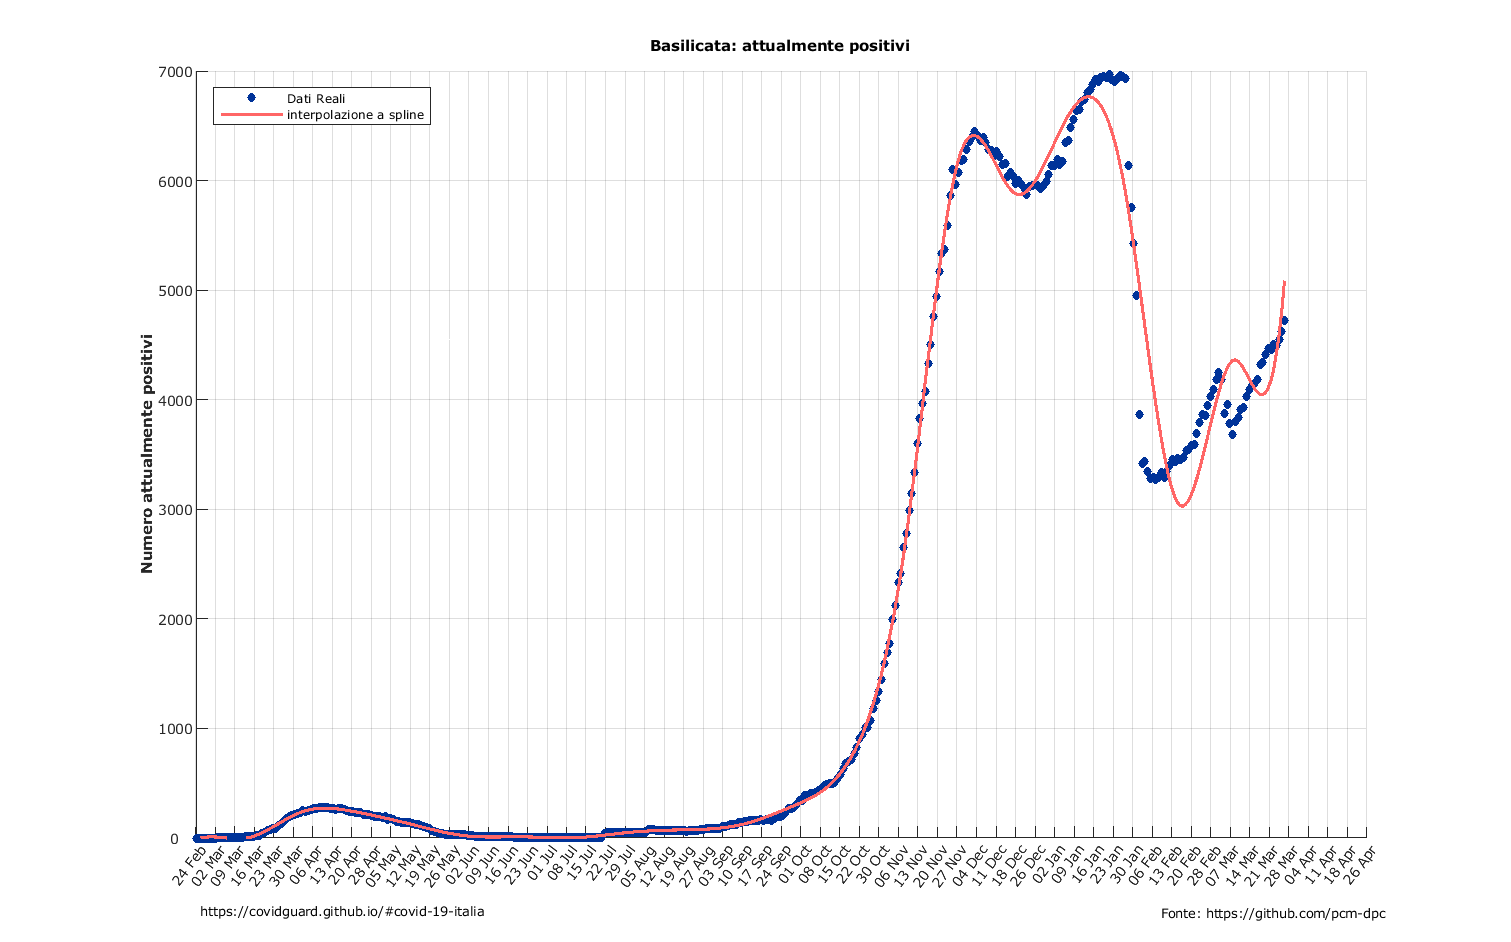 Basilicata: attualmente positivi
Dati Reali
interpolazione a spline
Numero attualmente positivi
7000
6000
5000
4000
3000
2000
1000
0
24 Feb
02 Mar
09 Mar
16 Mar
23 Mar
30 Mar
06 Apr
13 Apr
20 Apr
28 Apr
05 May
12 May
19 May
26 May
02 Jun
09 Jun
16 Jun
23 Jun
01 Jul
08 Jul
15 Jul
22 Jul
29 Jul
05 Aug
12 Aug
19 Aug
27 Aug
03 Sep
10 Sep
17 Sep
24 Sep
01 Oct
08 Oct
15 Oct
22 Oct
30 Oct
06 Nov
13 Nov
20 Nov
27 Nov
04 Dec
11 Dec
18 Dec
26 Dec
02 Jan
09 Jan
16 Jan
23 Jan
30 Jan
06 Feb
13 Feb
20 Feb
28 Feb
07 Mar
14 Mar
21 Mar
28 Mar
04 Apr
11 Apr
18 Apr
26 Apr
https://covidguard.github.io/#covid-19-italia
Fonte: https://github.com/pcm-dpc